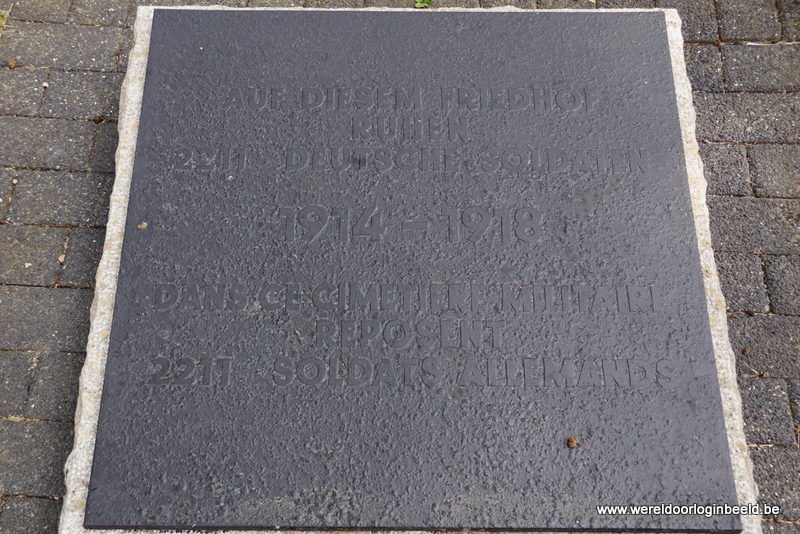 AUF DIESEM FRIEDHOF
RUHEN
2211 DEUTSCHE SOLDATEN
1914 - 1918
DANS CE CIMETIERE MILITAIRE
REPOSENT
2211 SOLDATS ALLEMANDS
www.wereldoorloginbeeld.be